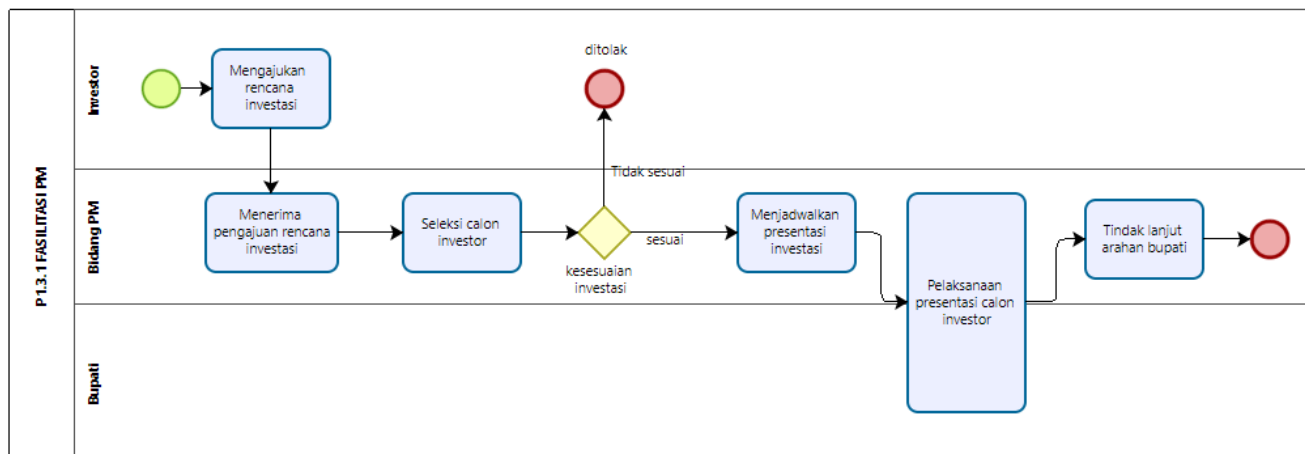 P1.3.1 FASILITASI PM
Investor
Mengajukan
rencana
investasi
ditolak
Bidang PM
Menerima
pengajuan rencana
investasi
Seleksi calon
investor
Tidak sesuai
kesesuaian
investasi
sesuai
Menjadwalkan
presentasi
investasi
Pelaksanaan
presentasi calon
investor
Tindak lanjut
arahan bupati
Bupati